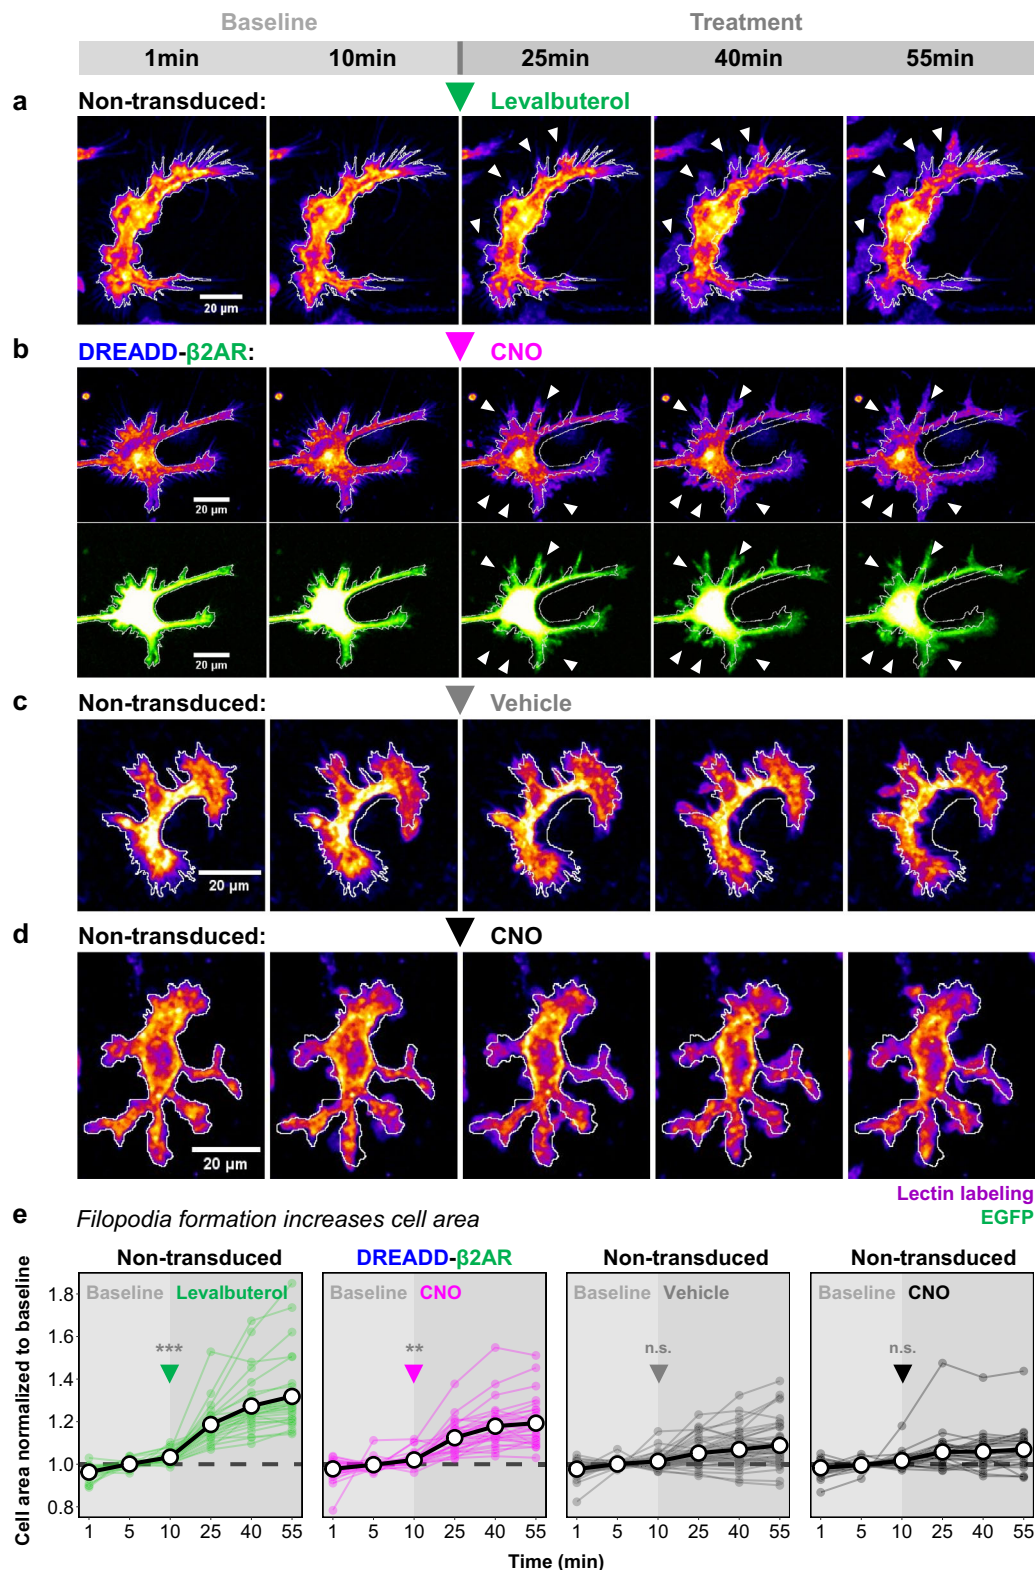 Baseline Treatment
1min 10min 25min 40min 55min
a Non-transduced: Levalbuterol
20 µm
b DREADD-β2AR: CNO
20 µm
20 µm
c Non-transduced: Vehicle
20 µm
d Non-transduced: CNO
20 µm
Lectin labeling
EGFP
e Filopodia formation increases cell area
Non-transduced DREADD-β2AR Non-transduced Non-transduced
Cell area normalized to baseline
Baseline Levalbuterol Baseline CNO Baseline Vehicle Baseline CNO
1.8
1.6
*** ** n.s. n.s.
1.4
1.2
1.0
0.8
1 5 10 25 40 55 1 5 10 25 40 55 1 5 10 25 40 55 1 5 10 25 40 55
Time (min)